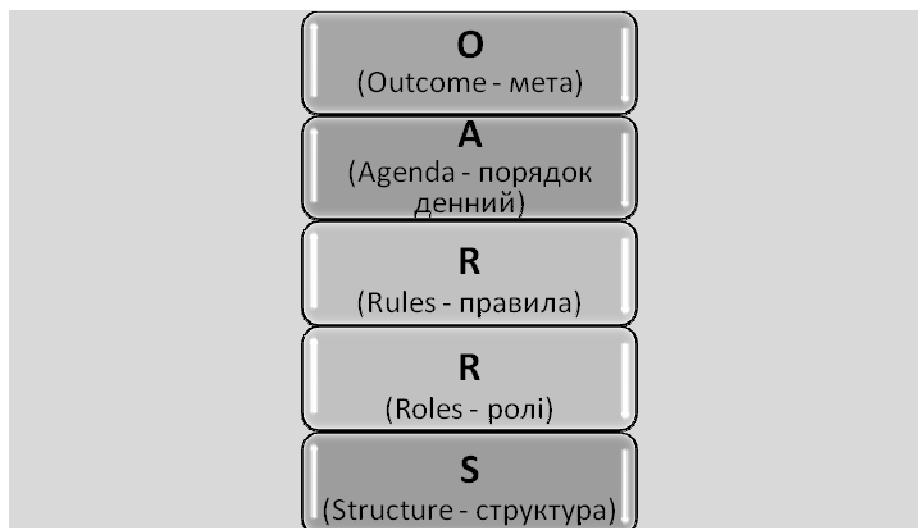 O
(Outcome - мета)
A
(Agenda - порядок
денний)
R
(Rules - правила)
R
(Roles - ролі)
S
(Structure - структура)